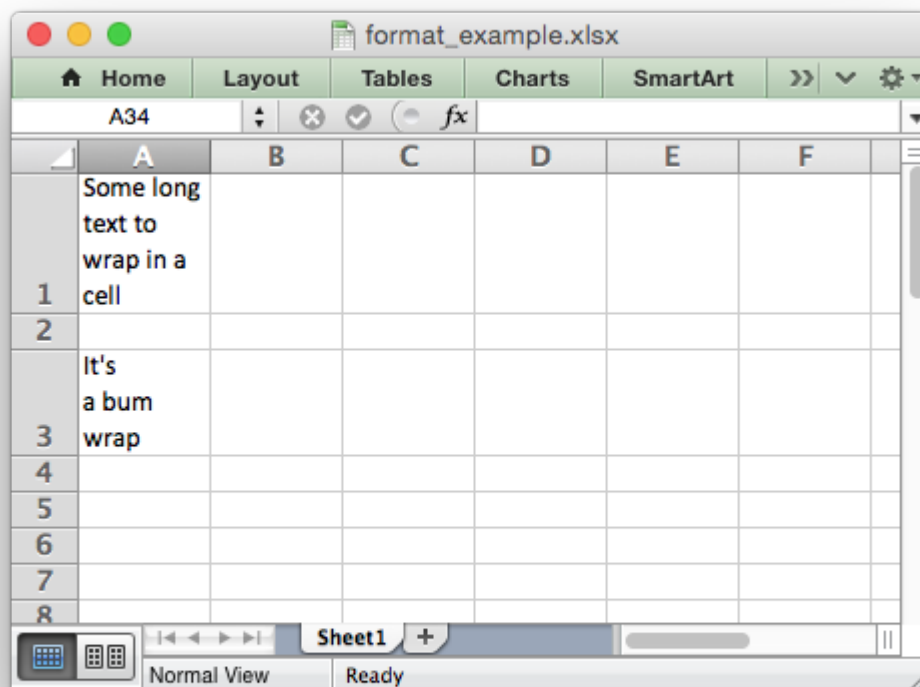 format_example.xlsx
Home Layout Tables Charts SmartArt
A34 fx
A B C D E F
Some long
text to
wrap in a
1 cell
2
It's
a bum
3 wrap
4
5
6
7
8
Sheet1 +
Normal View Ready